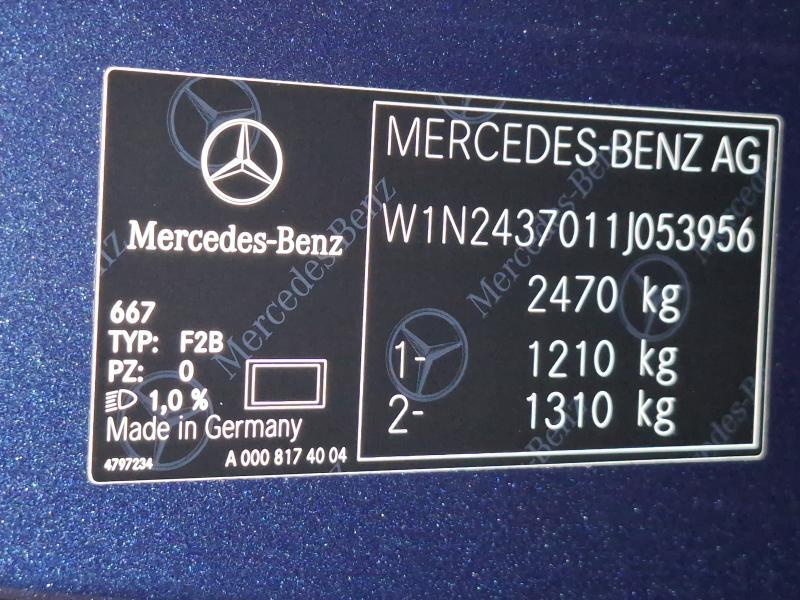 Mercedes-Benz
667
TYP: F2B
PZ: 0
1,0 %
Made in Germany
4797234 A 000 817 40 04
MERCEDES-BENZ AG
W1N2437011J053956
2470 kg
1- 1210 kg
2- 1310 kg